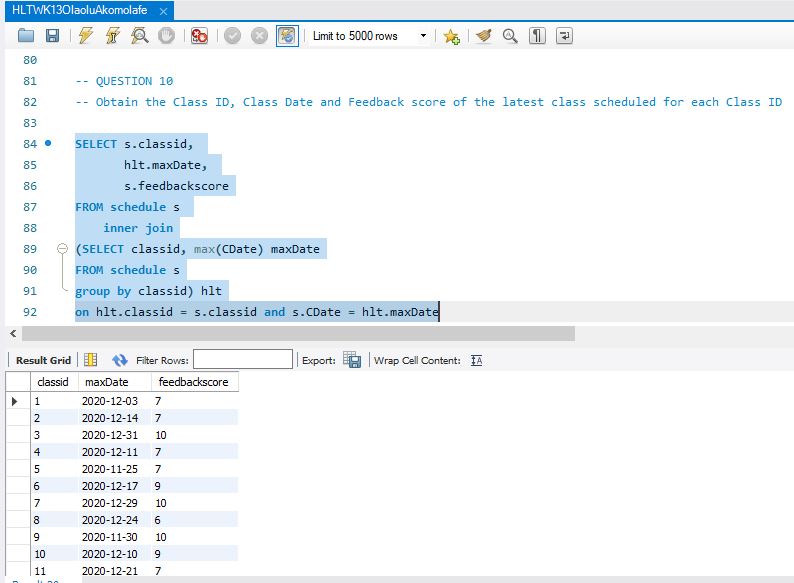 HLTWK13OlaoluAkomolafe
Limit to 5000 rows
80
81 -- QUESTION 10
82 -- Obtain the Class ID, Class Date and Feedback score of the latest class scheduled for each Class ID
83
84 SELECT s.classid,
85 hlt.maxDate,
86 s.feedbackscore
87 FROM schedule s
88 inner join
89 (SELECT classid, max(CDate) maxDate
90 FROM schedule s
91 group by classid) hlt
92 on hlt.classid = s.classid and s.CDate = hlt.maxDate
Result Grid Filter Rows: Export: Wrap Cell Content:
classid maxDate feedbackscore
1 2020-12-03 7
2 2020-12-14 7
3 2020-12-31 10
4 2020-12-11 7
5 2020-11-25 7
6 2020-12-17 9
7 2020-12-29 10
8 2020-12-24 6
9 2020-11-30 10
10 2020-12-10 9
11 2020-12-21 7